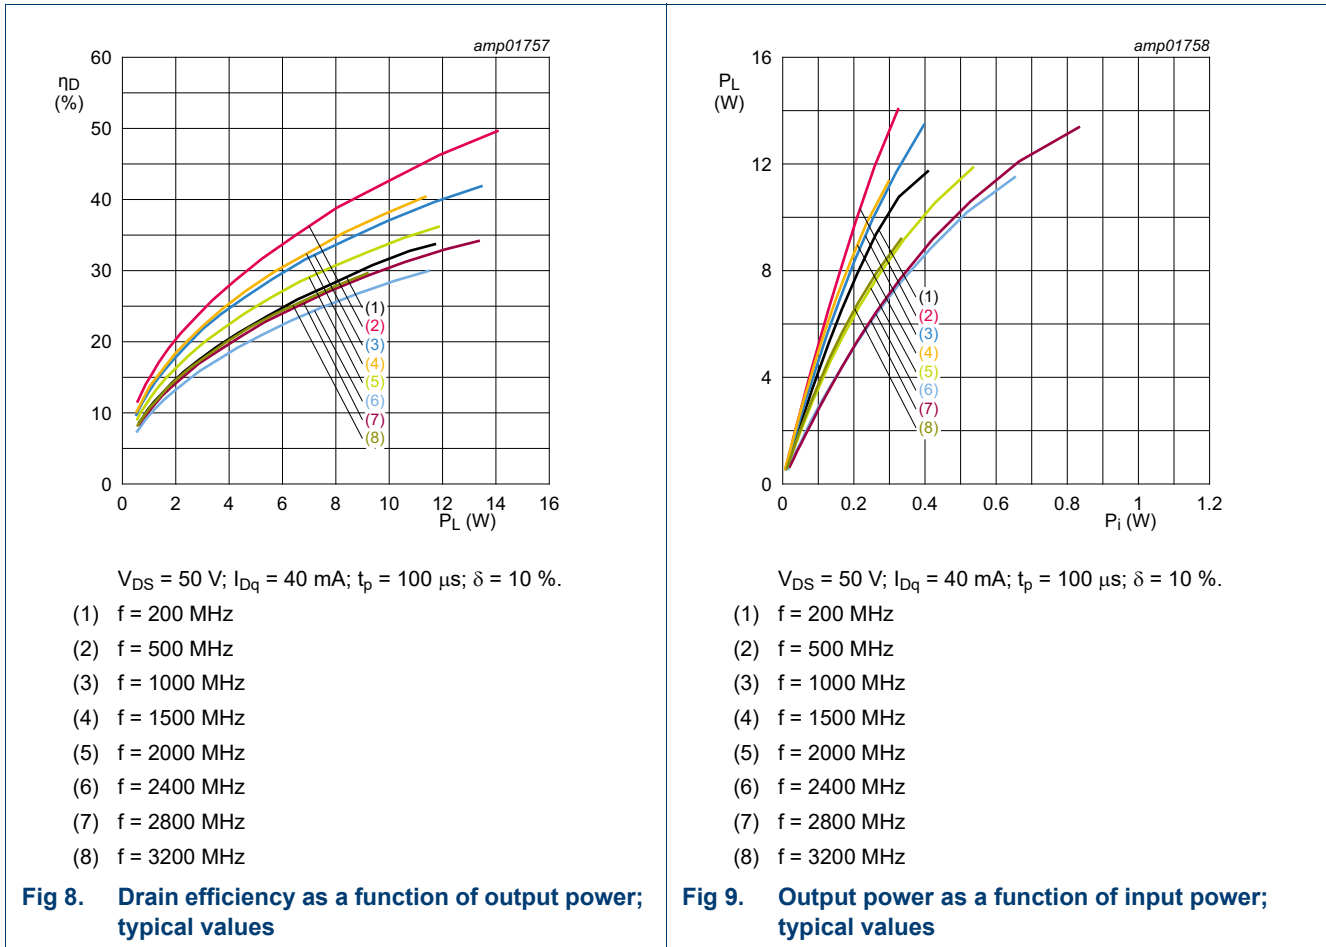 amp01757
60
50
40
30
20
10
0
ηD
(%)
0 2 4 6 8 10 12 14 16
PL (W)
(1)
(2)
(3)
(4)
(5)
(6)
(7)
(8)
VDS = 50 V; IDq = 40 mA; tp = 100 μs; δ = 10 %.
(1) f = 200 MHz
(2) f = 500 MHz
(3) f = 1000 MHz
(4) f = 1500 MHz
(5) f = 2000 MHz
(6) f = 2400 MHz
(7) f = 2800 MHz
(8) f = 3200 MHz
Fig 8. Drain efficiency as a function of output power;
typical values
amp01758
16
12
8
4
0
PL
(W)
0 0.2 0.4 0.6 0.8 1 1.2
Pi (W)
(1)
(2)
(3)
(4)
(5)
(6)
(7)
(8)
VDS = 50 V; IDq = 40 mA; tp = 100 μs; δ = 10 %.
(1) f = 200 MHz
(2) f = 500 MHz
(3) f = 1000 MHz
(4) f = 1500 MHz
(5) f = 2000 MHz
(6) f = 2400 MHz
(7) f = 2800 MHz
(8) f = 3200 MHz
Fig 9. Output power as a function of input power;
typical values